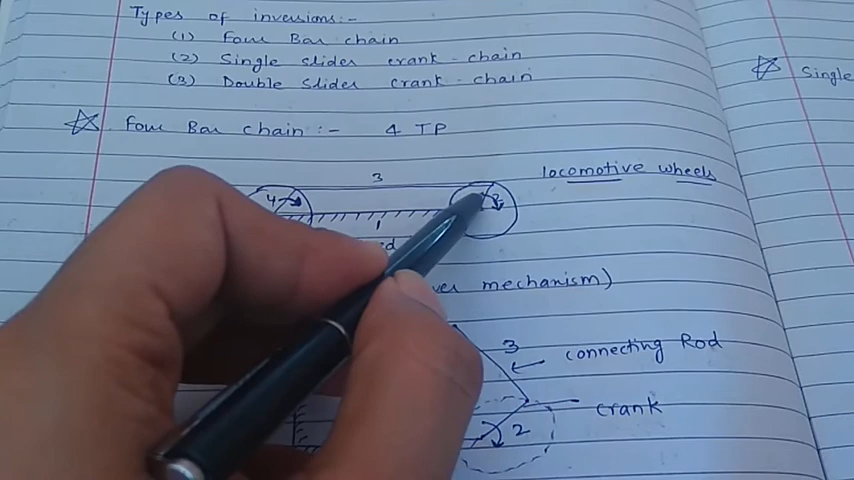 Types of inversions:-
(1) Four Bar chain
(2) Single slider crank-chain
(3) Double slider crank-chain
Single
Four Bar chain:- 4 TP
locomotive wheels
3
4
2
1
mechanism)
3
connecting Rod
crank
2